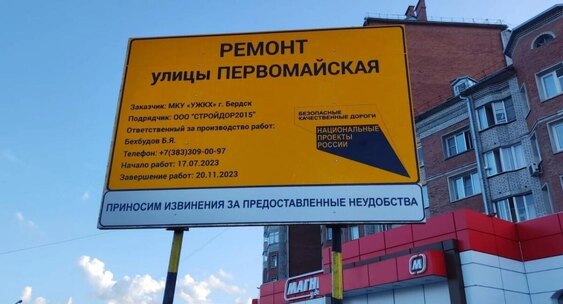 РЕМОНТ
улицы ПЕРВОМАЙСКАЯ
Заказчик: МКУ «УЖКХ» г. Бердск
Подрядчик: ООО "СТРОЙДОР2015"
Ответственный за производство работ:
Бехбудов Б.Я.
Телефон: +7(383)309-00-97
Начало работ: 17.07.2023
Завершение работ: 20.11.2023
БЕЗОПАСНЫЕ
КАЧЕСТВЕННЫЕ ДОРОГИ
НАЦИОНАЛЬНЫЕ
ПРОЕКТЫ
РОССИИ
ПРИНОСИМ ИЗВИНЕНИЯ ЗА ПРЕДОСТАВЛЕННЫЕ НЕУДОБСТВА
МАГН
М